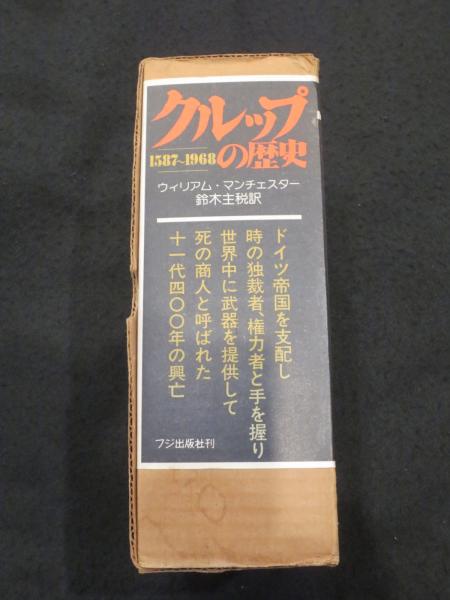 クルップ
の歴史
1587~1968
ウィリアム・マンチェスター
鈴木主税訳
ドイツ帝国を支配し
時の独裁者、権力者と手を握り
世界中に武器を提供して
死の商人と呼ばれた
十一代四〇〇年の興亡
フジ出版社刊